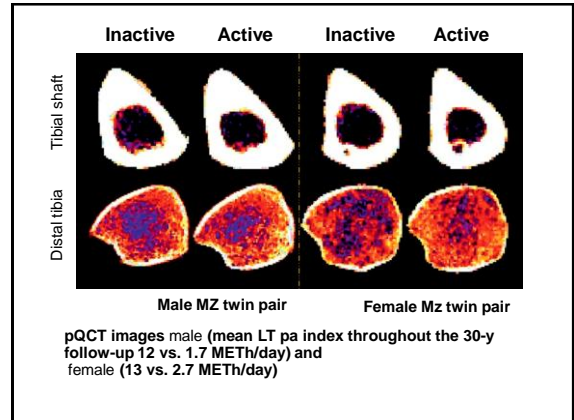 Inactive Active Inactive Active
Tibial shaft
Distal tibia
Male MZ twin pair Female Mz twin pair
pQCT images male (mean LT pa index throughout the 30-y
follow-up 12 vs. 1.7 METh/day) and
female (13 vs. 2.7 METh/day)